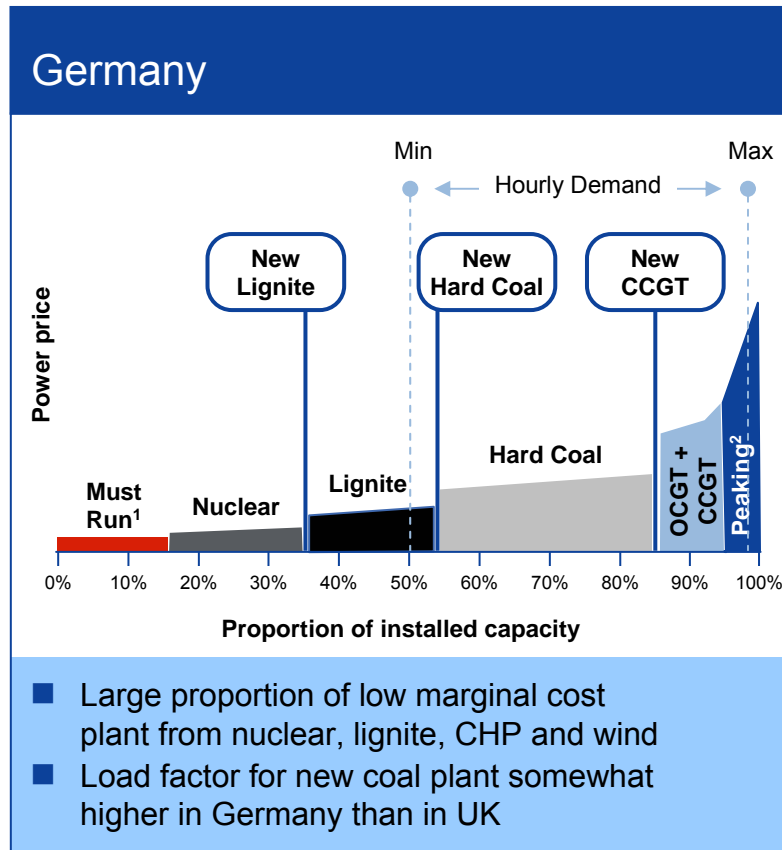 Germany
Min
Max
Hourly Demand
New
Lignite
New
Hard Coal
New
CCGT
Power price
Must
Run¹
Nuclear
Lignite
Hard Coal
OCGT +
CCGT
Peaking²
0% 10% 20% 30% 40% 50% 60% 70% 80% 90% 100%
Proportion of installed capacity
■ Large proportion of low marginal cost
plant from nuclear, lignite, CHP and wind
■ Load factor for new coal plant somewhat
higher in Germany than in UK